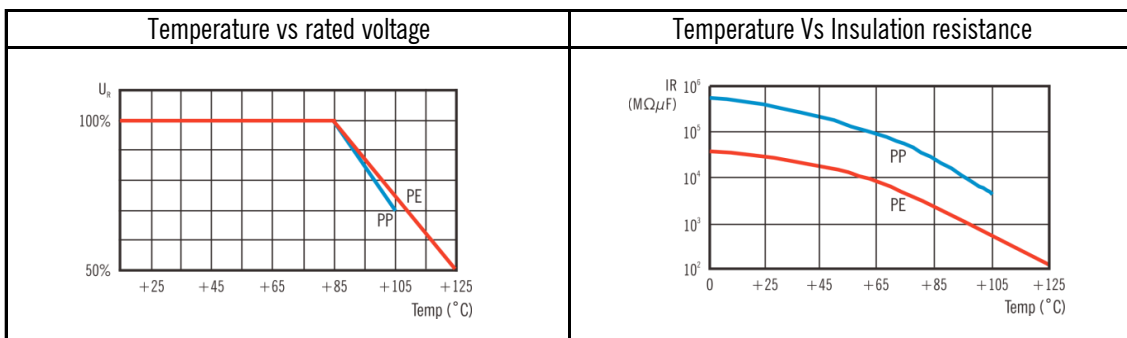 Temperature vs rated voltage
Temperature Vs Insulation resistance
U_R
100%
50%
PE
PP
+25 +45 +65 +85 +105 +125
Temp (°C)
IR
(MΩμF)
10⁶
10⁵
10⁴
10³
10²
PP
PE
0 +25 +45 +65 +85 +105 +125
Temp (°C)